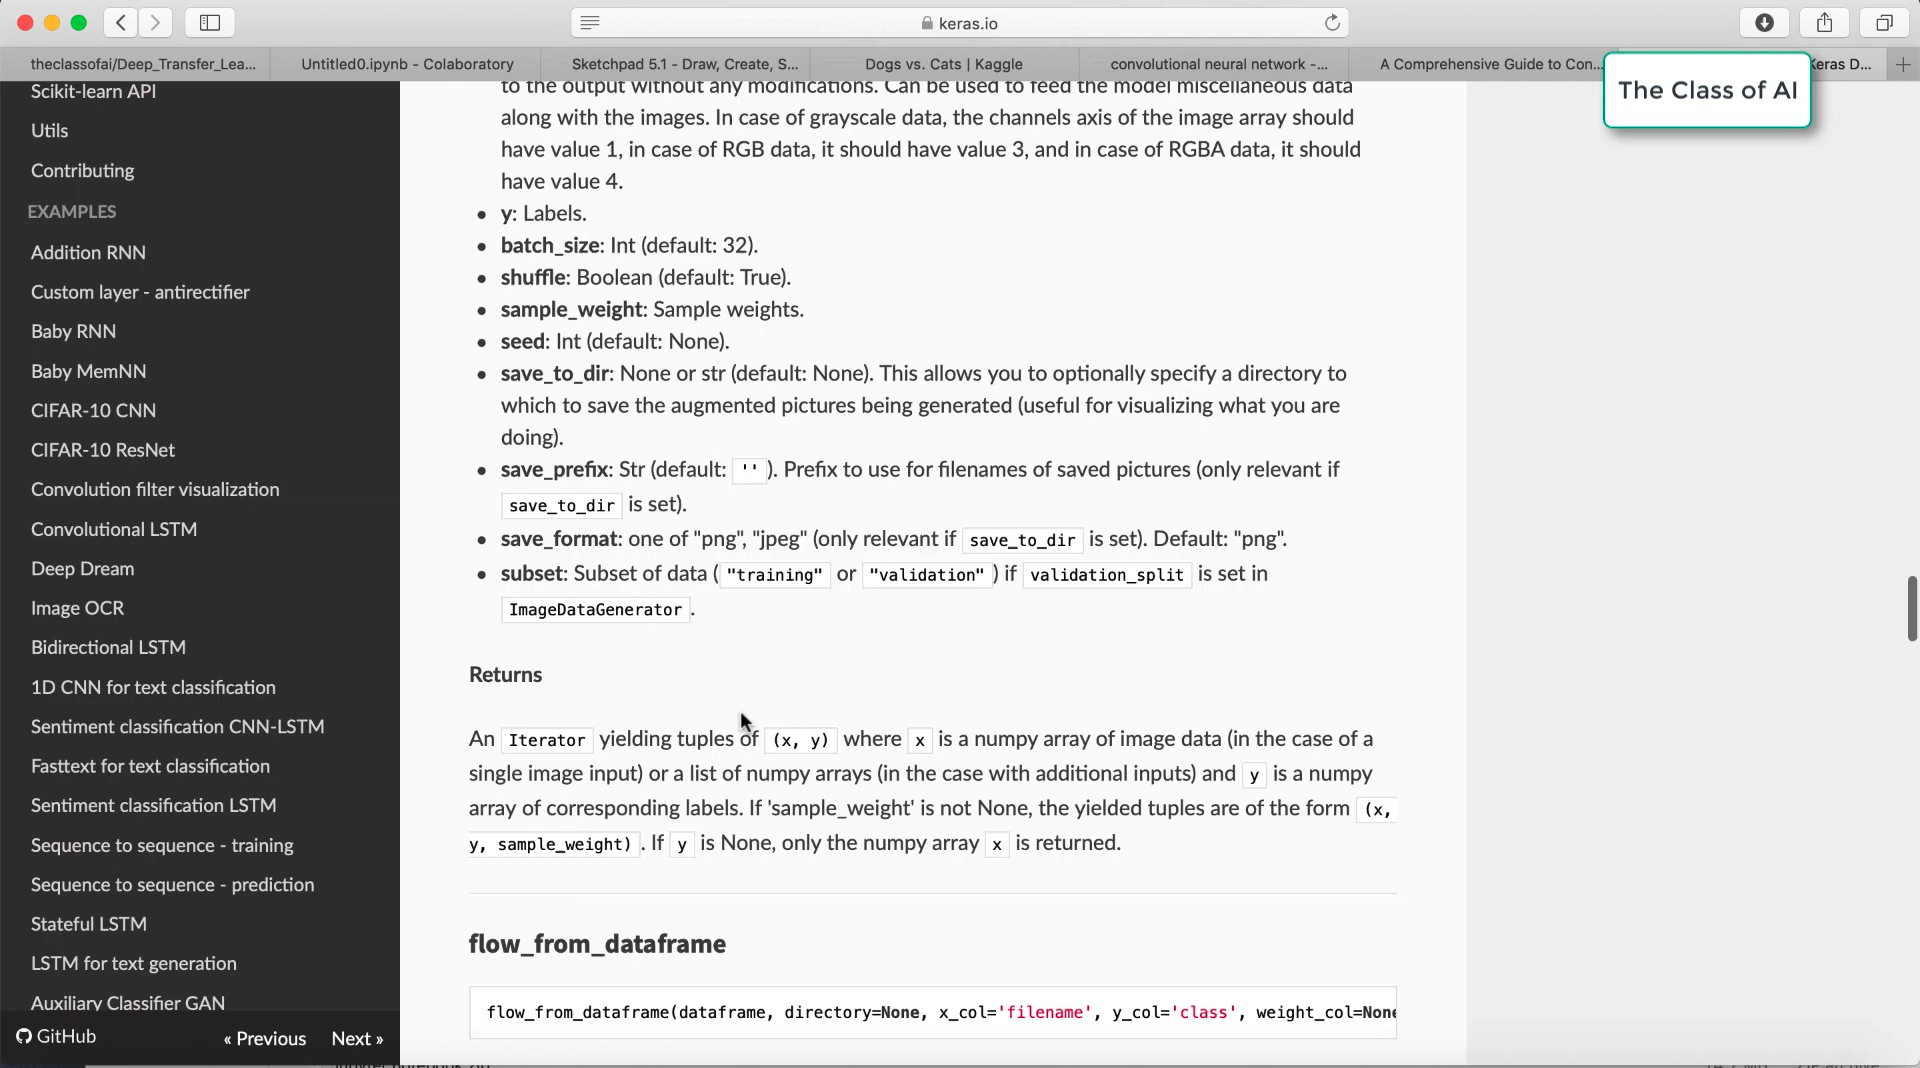 keras.io
theclassofai/Deep_Transfer_Lea...
Untitled0.ipynb - Colaboratory
Sketchpad 5.1 - Draw, Create, S...
Dogs vs. Cats | Kaggle
convolutional neural network -...
A Comprehensive Guide to Con...
Keras D...
The Class of AI
Scikit-learn API
Utils
Contributing
EXAMPLES
Addition RNN
Custom layer - antirectifier
Baby RNN
Baby MemNN
CIFAR-10 CNN
CIFAR-10 ResNet
Convolution filter visualization
Convolutional LSTM
Deep Dream
Image OCR
Bidirectional LSTM
1D CNN for text classification
Sentiment classification CNN-LSTM
Fasttext for text classification
Sentiment classification LSTM
Sequence to sequence - training
Sequence to sequence - prediction
Stateful LSTM
LSTM for text generation
Auxiliary Classifier GAN
GitHub
« Previous
Next »
to the output without any modifications. Can be used to feed the model miscellaneous data
along with the images. In case of grayscale data, the channels axis of the image array should
have value 1, in case of RGB data, it should have value 3, and in case of RGBA data, it should
have value 4.
• y: Labels.
• batch_size: Int (default: 32).
• shuffle: Boolean (default: True).
• sample_weight: Sample weights.
• seed: Int (default: None).
• save_to_dir: None or str (default: None). This allows you to optionally specify a directory to
which to save the augmented pictures being generated (useful for visualizing what you are
doing).
• save_prefix: Str (default: ''). Prefix to use for filenames of saved pictures (only relevant if
save_to_dir is set).
• save_format: one of "png", "jpeg" (only relevant if save_to_dir is set). Default: "png".
• subset: Subset of data ("training" or "validation") if validation_split is set in
ImageDataGenerator.
Returns
An Iterator yielding tuples of (x, y) where x is a numpy array of image data (in the case of a
single image input) or a list of numpy arrays (in the case with additional inputs) and y is a numpy
array of corresponding labels. If 'sample_weight' is not None, the yielded tuples are of the form (x,
y, sample_weight). If y is None, only the numpy array x is returned.
flow_from_dataframe
flow_from_dataframe(dataframe, directory=None, x_col='filename', y_col='class', weight_col=None